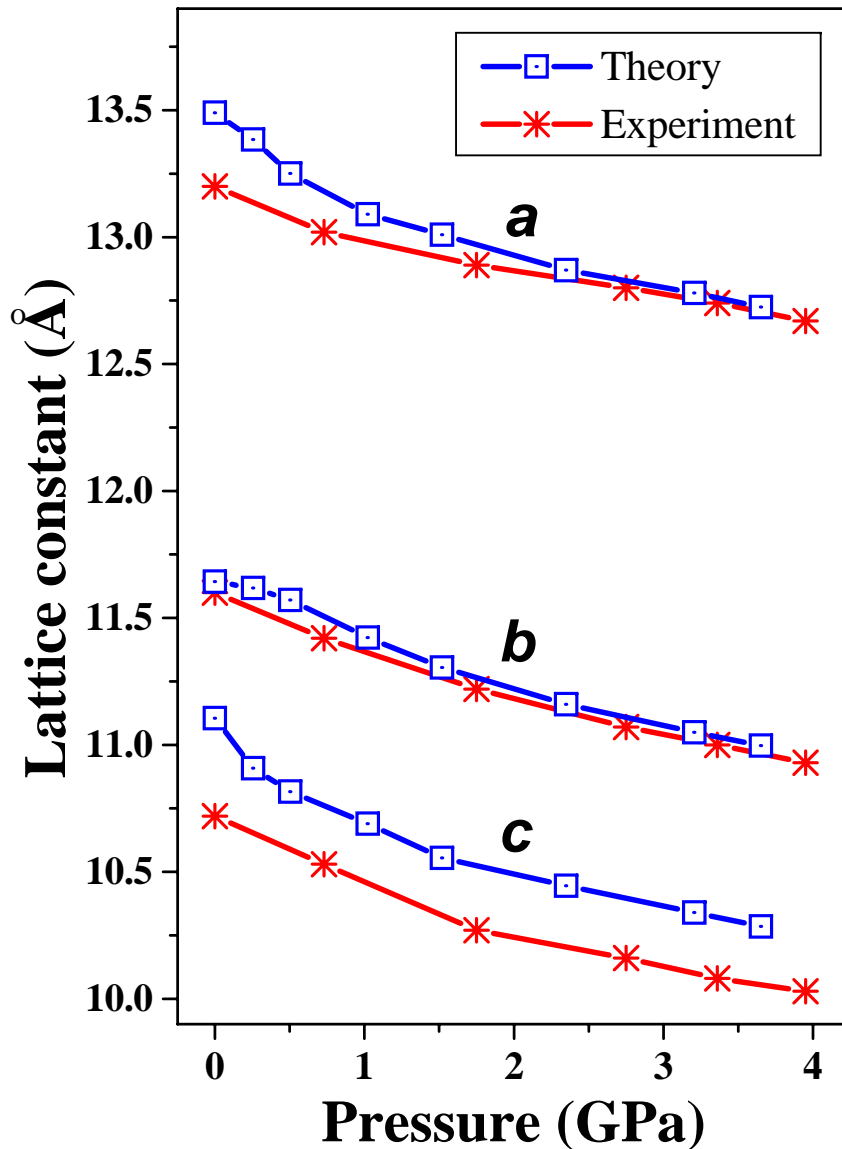 Theory
Experiment
13.5
13.0
12.5
12.0
11.5
11.0
10.5
10.0
a
b
c
0
1
2
3
4
Lattice constant (Å)
Pressure (GPa)